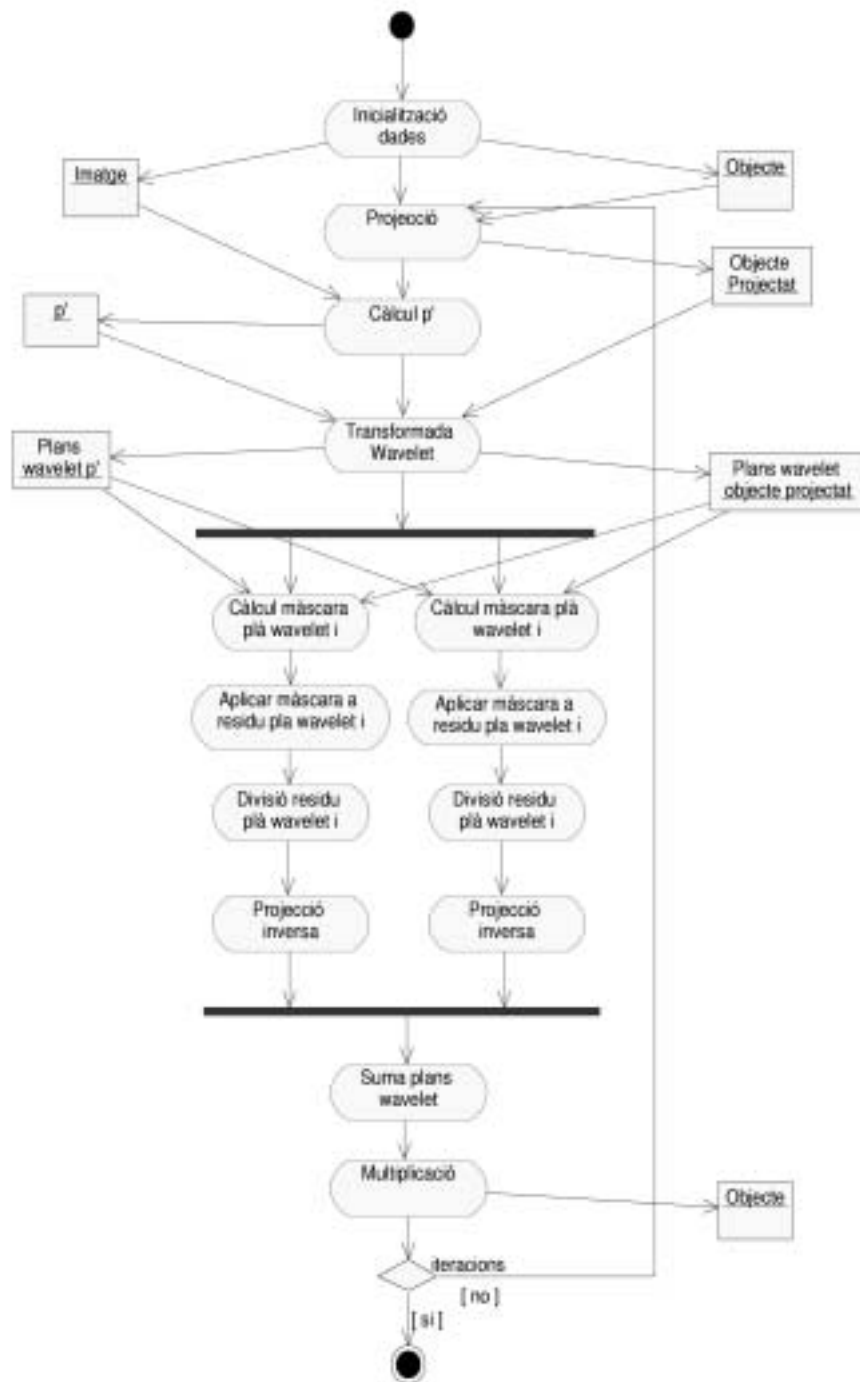 Inicialització
dades
Imatge
Objecte
Projecció
Objecte
Projectat
p'
Càlcul p'
Transformada
Wavelet
Plans
wavelet p'
Plans wavelet
objecte projectat
Càlcul màscara
plà wavelet i
Càlcul màscara plà
wavelet i
Aplicar màscara a
residu pla wavelet i
Aplicar màscara a
residu pla wavelet i
Divisió residu
plà wavelet i
Divisió residu
plà wavelet i
Projecció
inversa
Projecció
inversa
Suma plans
wavelet
Multiplicació
Objecte
iteracions
[ no ]
[ si [